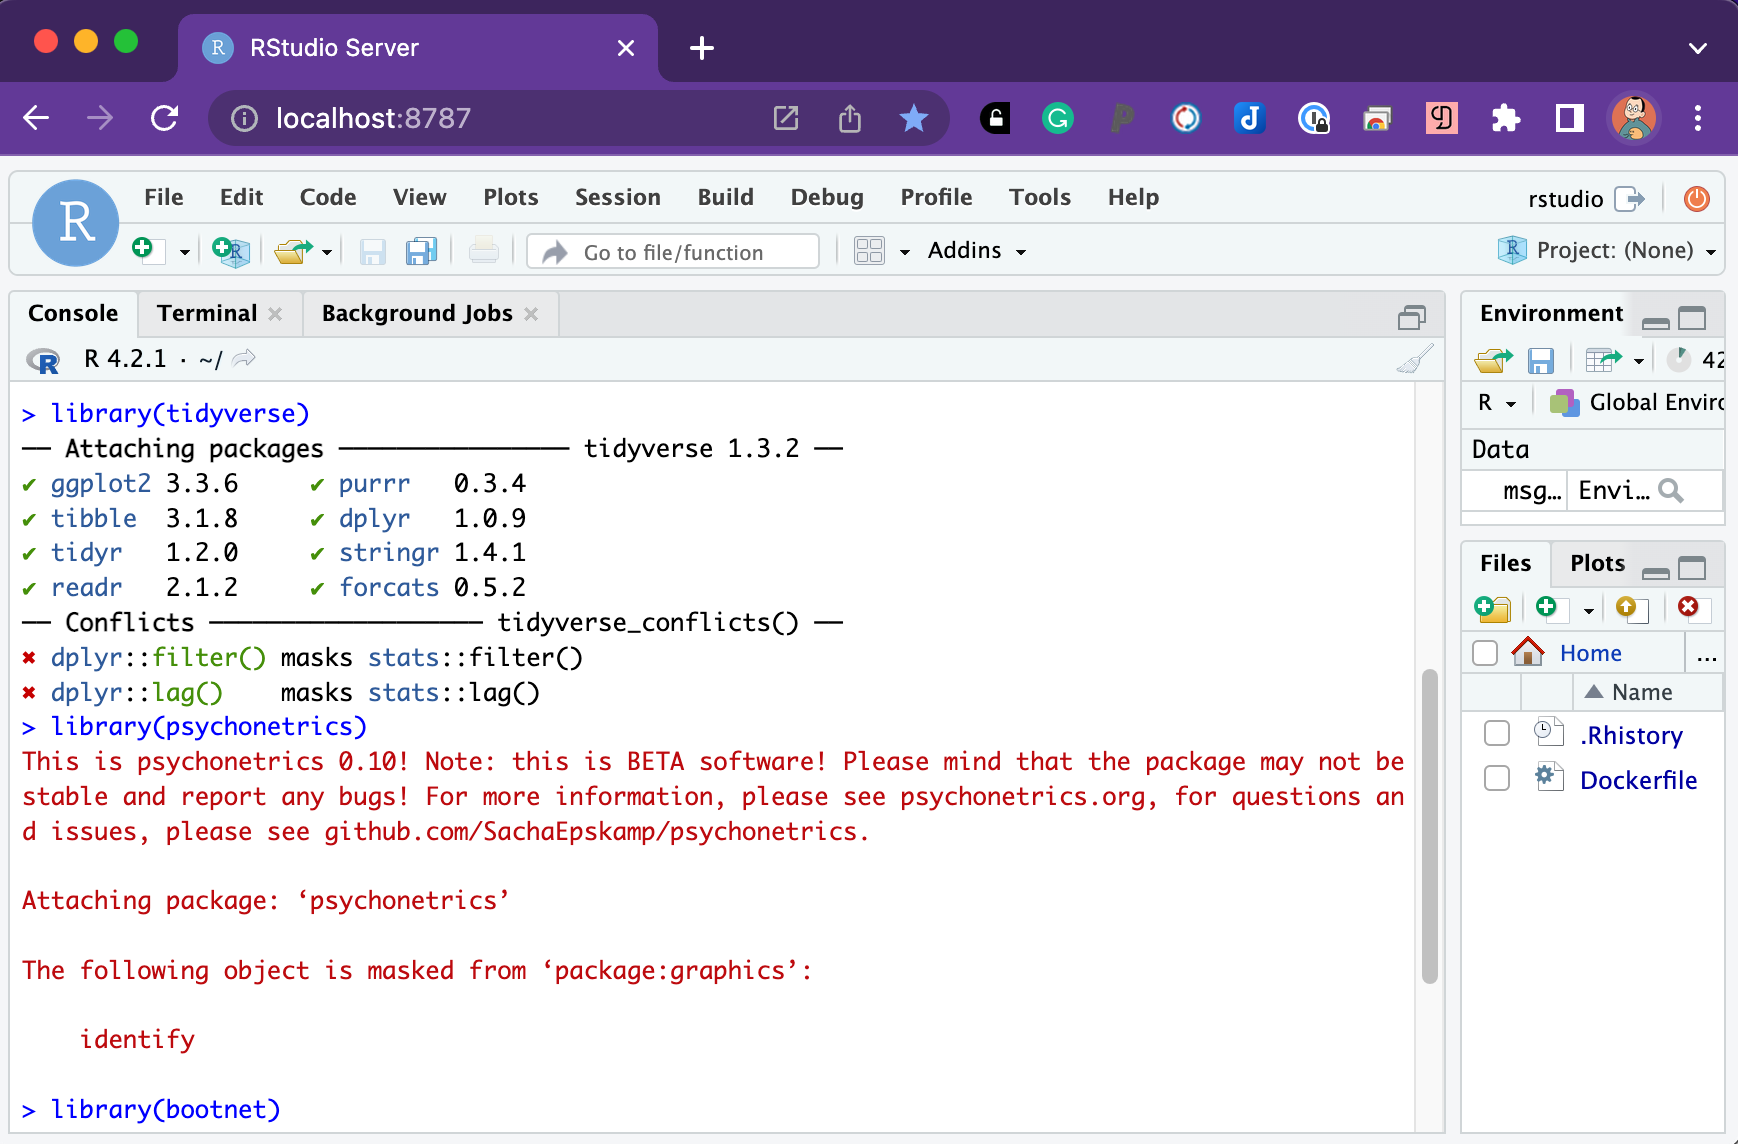 RStudio Server
localhost:8787
File Edit Code View Plots Session Build Debug Profile Tools Help
rstudio
Go to file/function
Addins
Project: (None)
Console Terminal Background Jobs
R 4.2.1 · ~/
> library(tidyverse)
── Attaching packages ──────────────── tidyverse 1.3.2 ──
✔ ggplot2 3.3.6     ✔ purrr   0.3.4
✔ tibble  3.1.8     ✔ dplyr   1.0.9
✔ tidyr   1.2.0     ✔ stringr 1.4.1
✔ readr   2.1.2     ✔ forcats 0.5.2
── Conflicts ─────────────────── tidyverse_conflicts() ──
✖ dplyr::filter() masks stats::filter()
✖ dplyr::lag()    masks stats::lag()
> library(psychonetrics)
This is psychonetrics 0.10! Note: this is BETA software! Please mind that the package may not be
stable and report any bugs! For more information, please see psychonetrics.org, for questions an
d issues, please see github.com/SachaEpskamp/psychonetrics.
Attaching package: ‘psychonetrics’
The following object is masked from ‘package:graphics’:
    identify
> library(bootnet)
Environment
42
R
Global Enviro
Data
msg… Envi…
Files Plots
Home
...
Name
.Rhistory
Dockerfile